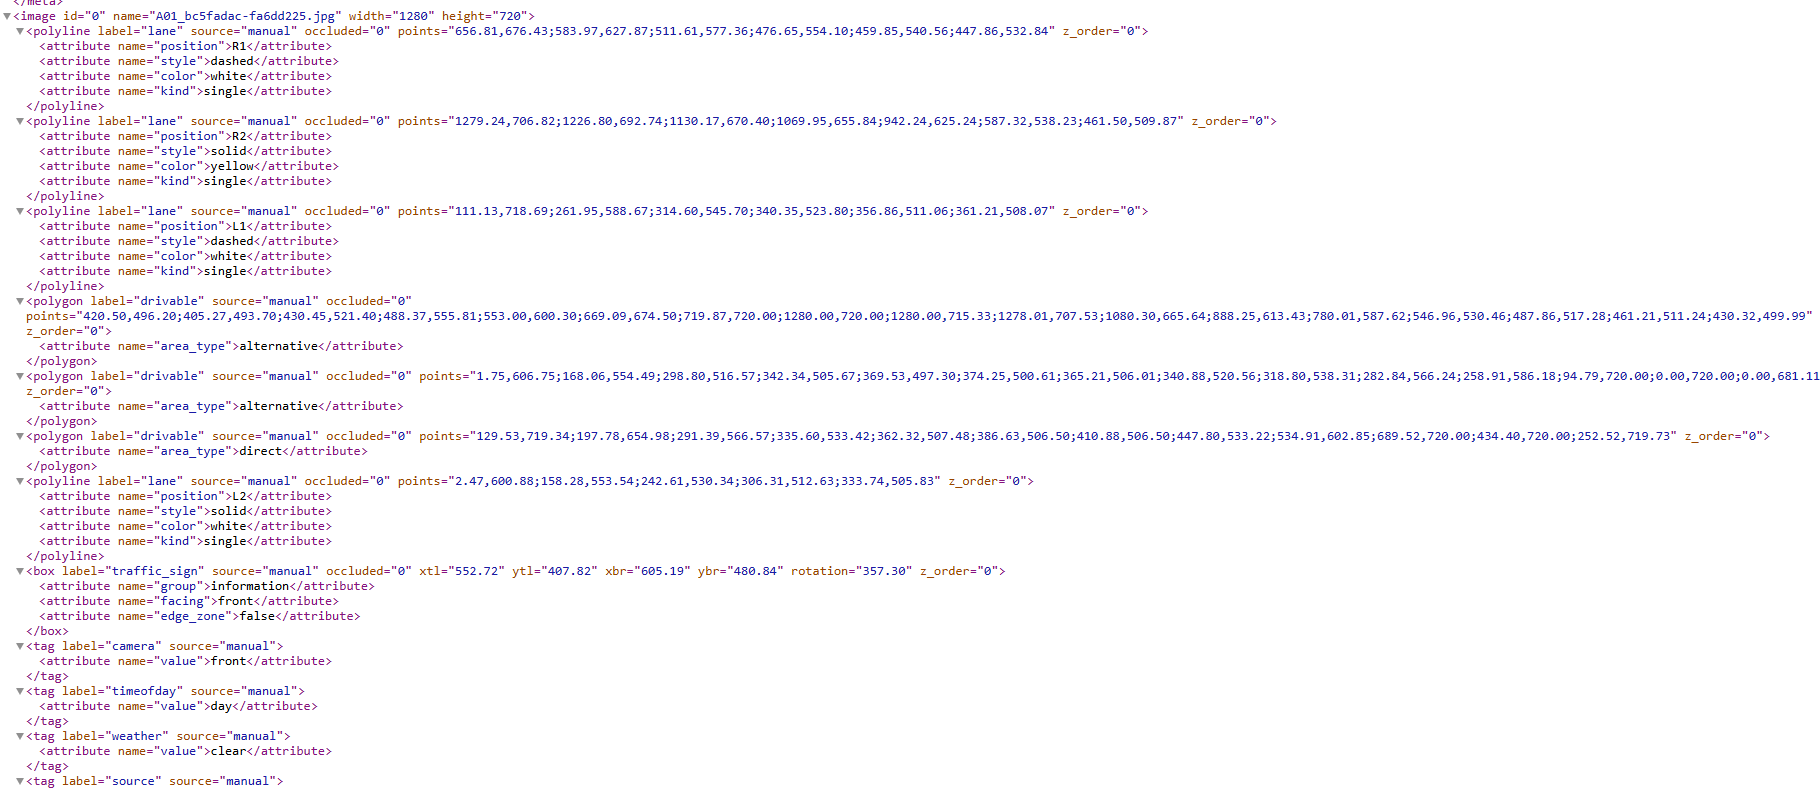 </meta>
▼<image id="0" name="A01_bc5fadac-fa6dd225.jpg" width="1280" height="720">
▼<polyline label="lane" source="manual" occluded="0" points="656.81,676.43;583.97,627.87;511.61,577.36;476.65,554.10;459.85,540.56;447.86,532.84" z_order="0">
<attribute name="position">R1</attribute>
<attribute name="style">dashed</attribute>
<attribute name="color">white</attribute>
<attribute name="kind">single</attribute>
</polyline>
▼<polyline label="lane" source="manual" occluded="0" points="1279.24,706.82;1226.80,692.74;1130.17,670.40;1069.95,655.84;942.24,625.24;587.32,538.23;461.50,509.87" z_order="0">
<attribute name="position">R2</attribute>
<attribute name="style">solid</attribute>
<attribute name="color">yellow</attribute>
<attribute name="kind">single</attribute>
</polyline>
▼<polyline label="lane" source="manual" occluded="0" points="111.13,718.69;261.95,588.67;314.60,545.70;340.35,523.80;356.86,511.06;361.21,508.07" z_order="0">
<attribute name="position">L1</attribute>
<attribute name="style">dashed</attribute>
<attribute name="color">white</attribute>
<attribute name="kind">single</attribute>
</polyline>
▼<polygon label="drivable" source="manual" occluded="0"
points="420.50,496.20;405.27,493.70;430.45,521.40;488.37,555.81;553.00,600.30;669.09,674.50;719.87,720.00;1280.00,720.00;1280.00,715.33;1278.01,707.53;1080.30,665.64;888.25,613.43;780.01,587.62;546.96,530.46;487.86,517.28;461.21,511.24;430.32,499.99"
z_order="0">
<attribute name="area_type">alternative</attribute>
</polygon>
▼<polygon label="drivable" source="manual" occluded="0" points="1.75,606.75;168.06,554.49;298.80,516.57;342.34,505.67;369.53,497.30;374.25,500.61;365.21,506.01;340.88,520.56;318.80,538.31;282.84,566.24;258.91,586.18;94.79,720.00;0.00,720.00;0.00,681.11
z_order="0">
<attribute name="area_type">alternative</attribute>
</polygon>
▼<polygon label="drivable" source="manual" occluded="0" points="129.53,719.34;197.78,654.98;291.39,566.57;335.60,533.42;362.32,507.48;386.63,506.50;410.88,506.50;447.80,533.22;534.91,602.85;689.52,720.00;434.40,720.00;252.52,719.73" z_order="0">
<attribute name="area_type">direct</attribute>
</polygon>
▼<polyline label="lane" source="manual" occluded="0" points="2.47,600.88;158.28,553.54;242.61,530.34;306.31,512.63;333.74,505.83" z_order="0">
<attribute name="position">L2</attribute>
<attribute name="style">solid</attribute>
<attribute name="color">white</attribute>
<attribute name="kind">single</attribute>
</polyline>
▼<box label="traffic_sign" source="manual" occluded="0" xtl="552.72" ytl="407.82" xbr="605.19" ybr="480.84" rotation="357.30" z_order="0">
<attribute name="group">information</attribute>
<attribute name="facing">front</attribute>
<attribute name="edge_zone">false</attribute>
</box>
▼<tag label="camera" source="manual">
<attribute name="value">front</attribute>
</tag>
▼<tag label="timeofday" source="manual">
<attribute name="value">day</attribute>
</tag>
▼<tag label="weather" source="manual">
<attribute name="value">clear</attribute>
</tag>
▼<tag label="source" source="manual">